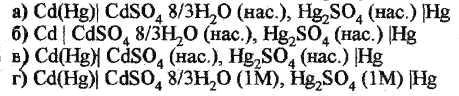 а) Cd(Hg)| CdSO₄ 8/3H₂O (нас.), Hg₂SO₄ (нас.) |Hg
б) Cd | CdSO₄ 8/3H₂O (нас.), Hg₂SO₄ (нас.) |Hg
в) Cd(Hg)| CdSO₄ (нас.), Hg₂SO₄ (нас.) |Hg
г) Cd(Hg)| CdSO₄ 8/3H₂O (1M), Hg₂SO₄ (1M) |Hg